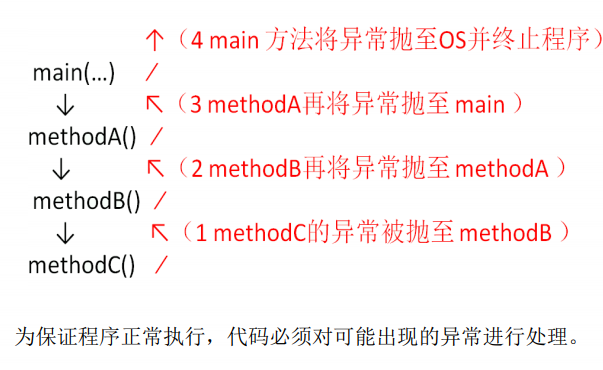 ↑（4 main 方法将异常抛至OS并终止程序）
main(...) /
↓ ↖（3 methodA再将异常抛至 main ）
methodA() /
↓ ↖（2 methodB再将异常抛至 methodA ）
methodB() /
↓ ↖（1 methodC的异常被抛至 methodB ）
methodC() /
为保证程序正常执行，代码必须对可能出现的异常进行处理。